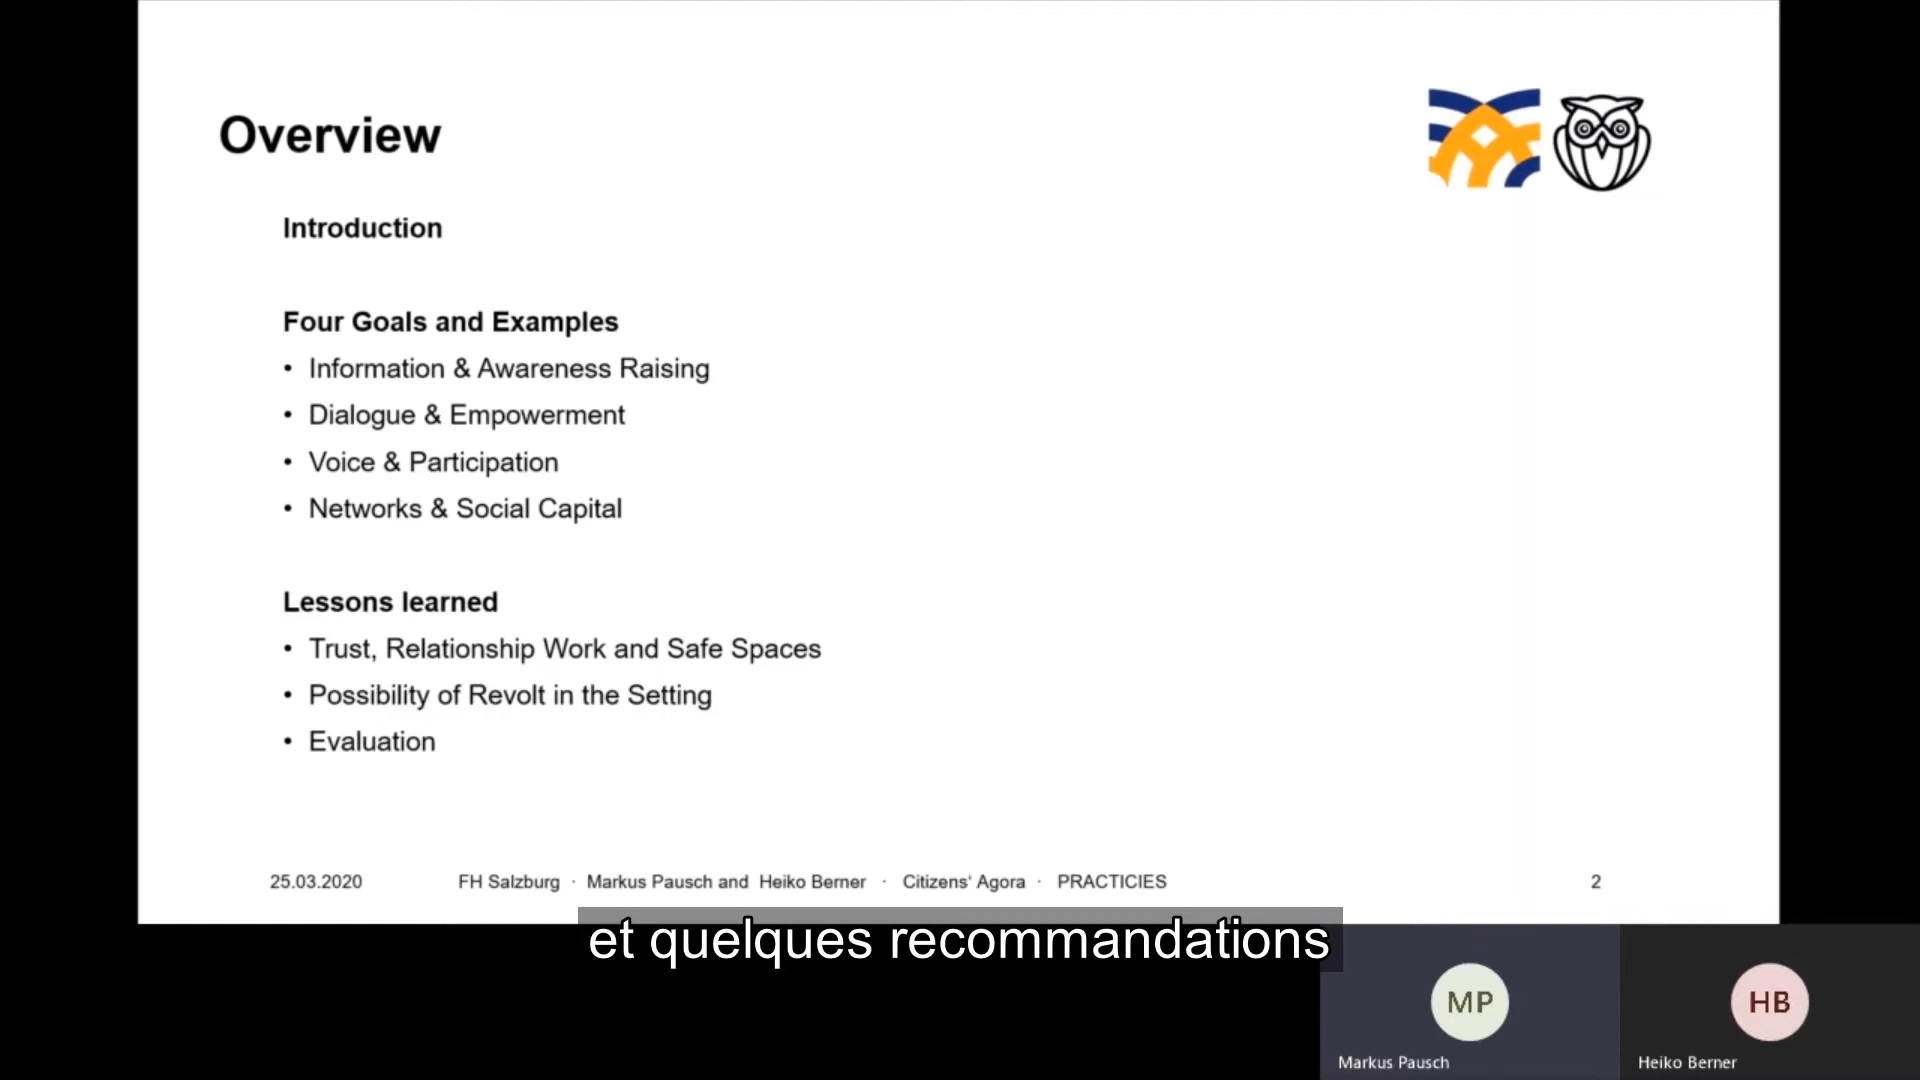 Overview
Introduction
Four Goals and Examples
• Information & Awareness Raising
• Dialogue & Empowerment
• Voice & Participation
• Networks & Social Capital
Lessons learned
• Trust, Relationship Work and Safe Spaces
• Possibility of Revolt in the Setting
• Evaluation
25.03.2020 FH Salzburg · Markus Pausch and Heiko Berner · Citizens‘ Agora · PRACTICIES 2
et quelques recommandations
MP HB
Markus Pausch Heiko Berner